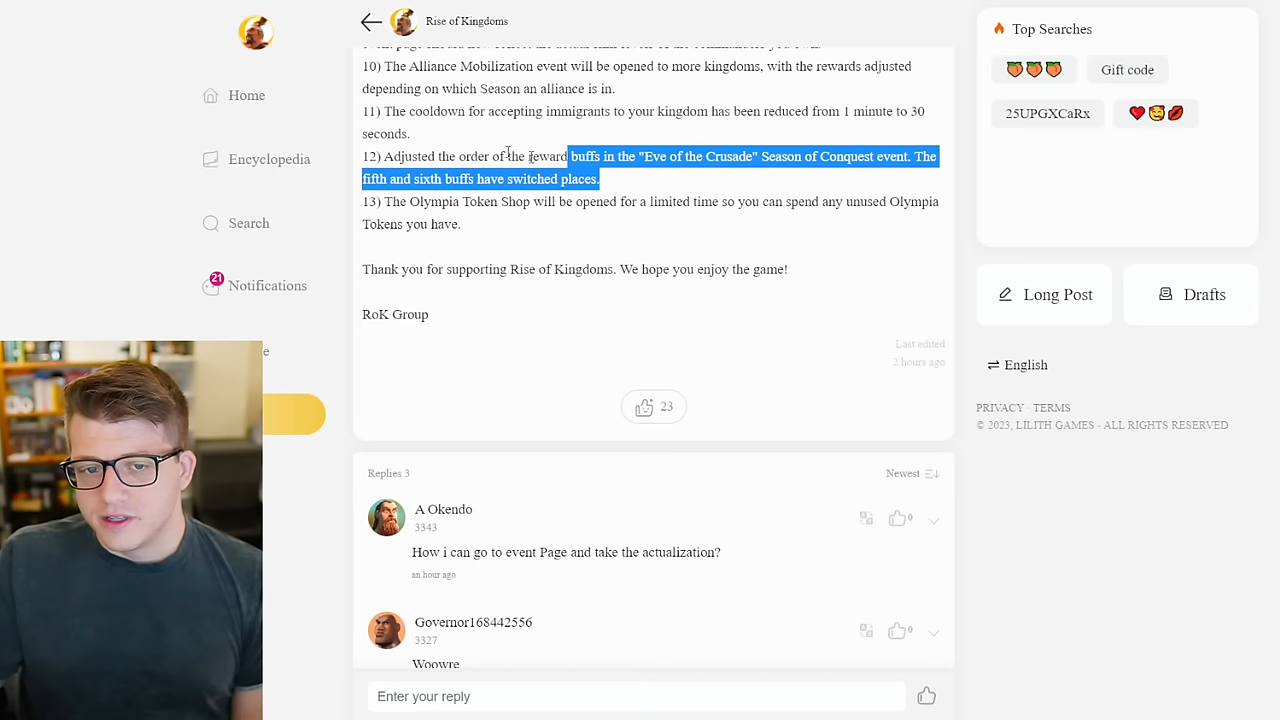 Rise of Kingdoms
10) The Alliance Mobilization event will be opened to more kingdoms, with the rewards adjusted
depending on which Season an alliance is in.
11) The cooldown for accepting immigrants to your kingdom has been reduced from 1 minute to 30
seconds.
12) Adjusted the order of the reward buffs in the "Eve of the Crusade" Season of Conquest event. The
fifth and sixth buffs have switched places.
13) The Olympia Token Shop will be opened for a limited time so you can spend any unused Olympia
Tokens you have.
Thank you for supporting Rise of Kingdoms. We hope you enjoy the game!
RoK Group
Last edited
2 hours ago
23
Replies 3
Newest
A Okendo
3343
0
How i can go to event Page and take the actualization?
an hour ago
Governor168442556
3327
0
Woowre
Enter your reply
Home
Encyclopedia
Search
21
Notifications
Top Searches
Gift code
25UPGXCaRx
Long Post
Drafts
English
PRIVACY · TERMS
© 2023, LILITH GAMES - ALL RIGHTS RESERVED